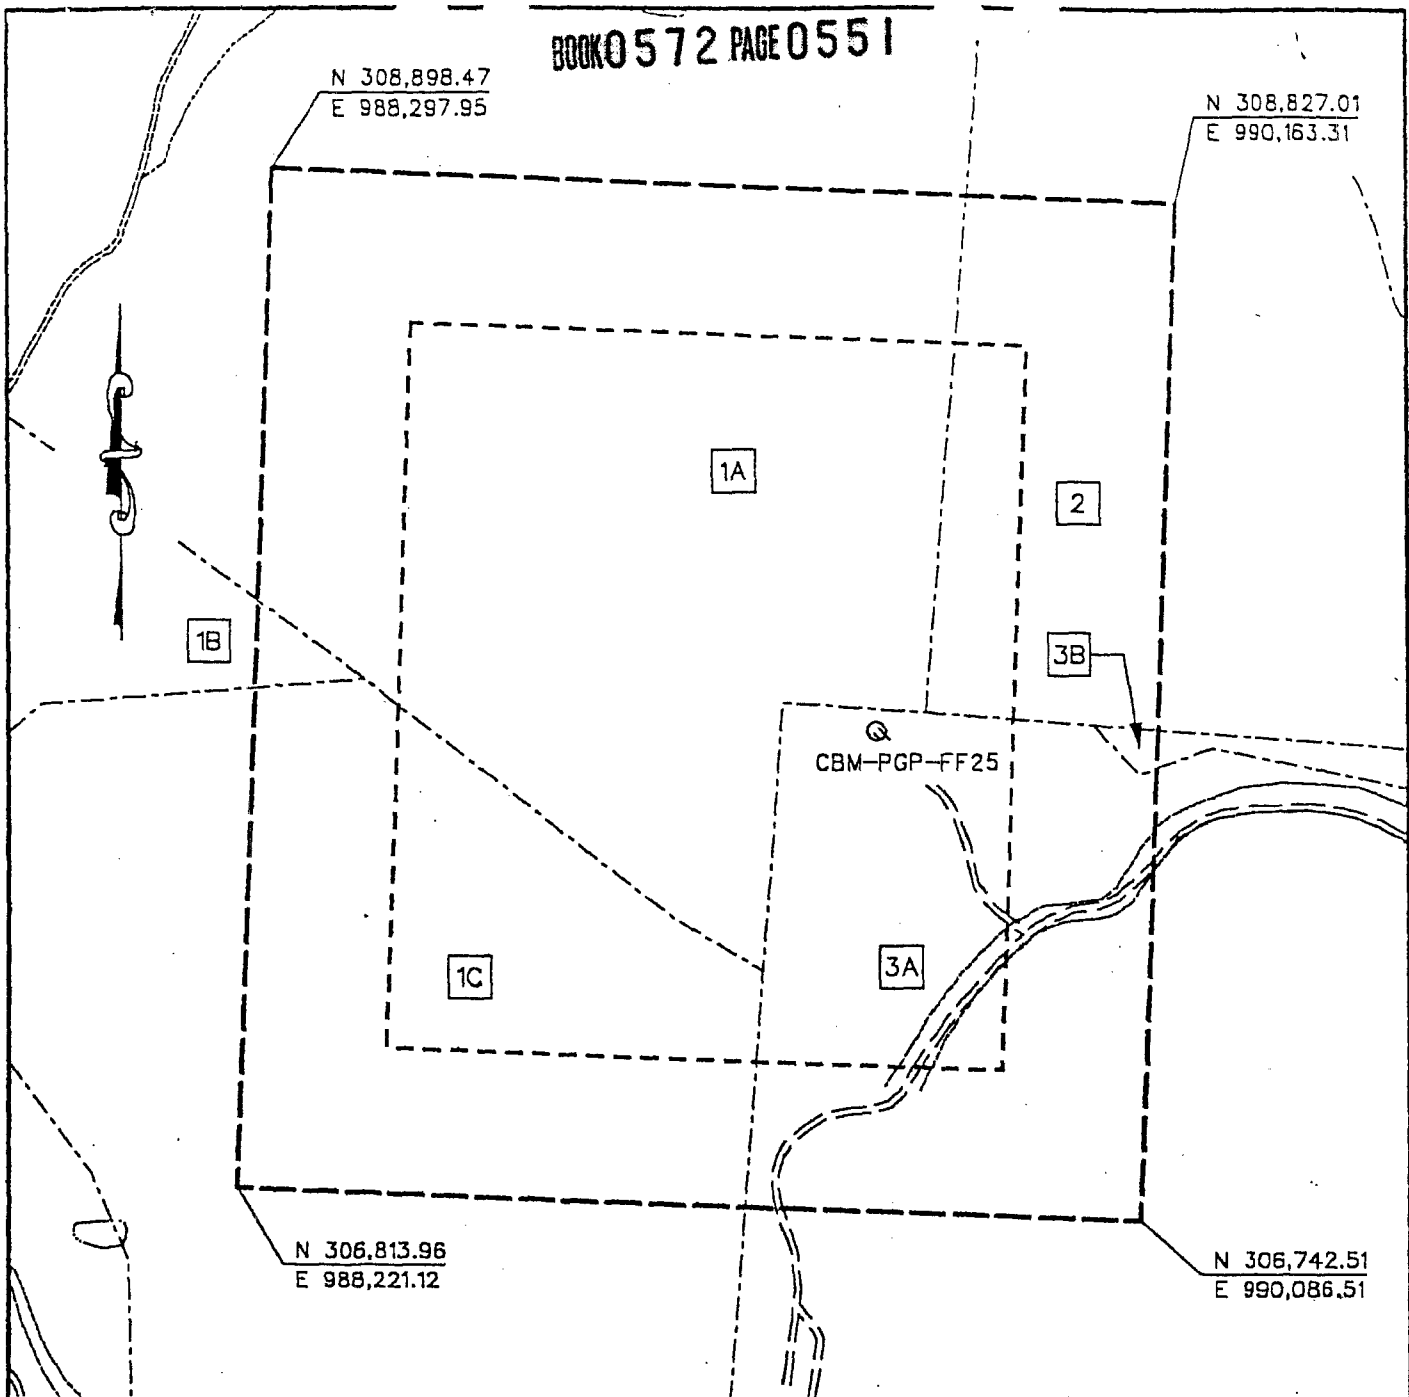 BOOK 0572 PAGE 0551
N 308,898.47
E 988,297.95
N 308,827.01
E 990,163.31
1A
2
1B
3B
CBM-PGP-FF25
1C
3A
N 306,813.96
E 988,221.12
N 306,742.51
E 990,086.51